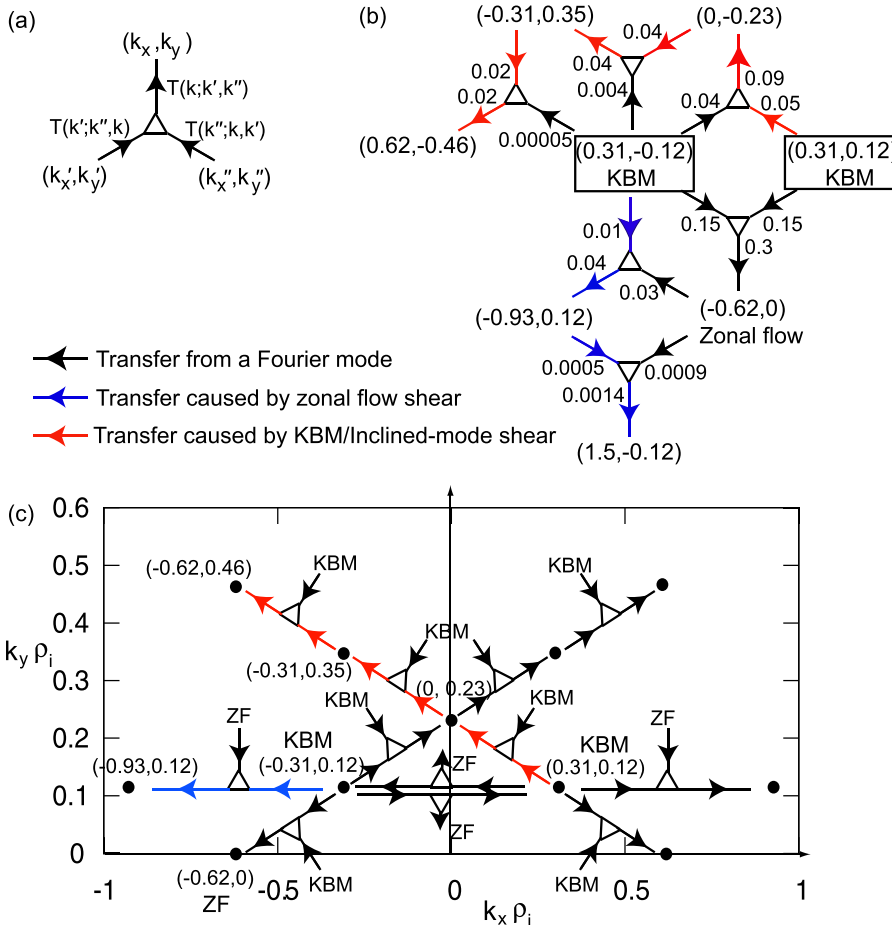 (a)
(kx,ky)
T(k;k',k'')
T(k';k'',k) T(k'';k,k')
(kx',ky') (kx'',ky'')
(b)
(-0.31,0.35) (0,-0.23)
0.04
0.04
0.02
0.02
0.004
0.09
0.04 0.05
0.00005
(0.62,-0.46)
(0.31,-0.12)
KBM
(0.31,0.12)
KBM
0.15 0.15
0.3
0.01
0.04
0.03
(-0.93,0.12)
(-0.62,0)
Zonal flow
0.0005 0.0009
0.0014
(1.5,-0.12)
Transfer from a Fourier mode
Transfer caused by zonal flow shear
Transfer caused by KBM/Inclined-mode shear
(c)
0.6
0.5
0.4
0.3
0.2
0.1
0
ky ρi
(-0.62,0.46)
KBM
KBM
KBM
(-0.31,0.35)
(0, 0.23)
KBM
KBM
KBM
ZF
KBM
(-0.93,0.12)
(-0.31,0.12)
ZF
ZF
KBM
(0.31,0.12)
ZF
KBM
KBM
(-0.62,0)
ZF
-1 -0.5 0 0.5 1
kx ρi